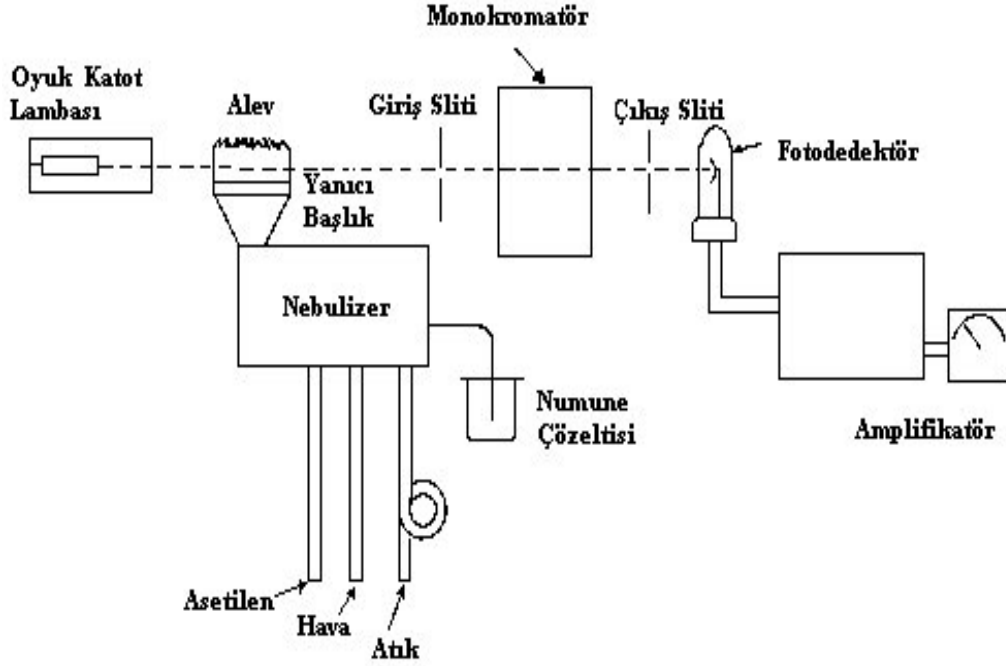 Monokromatör
Oyuk Katot
Lambası
Alev
Giriş Sliti
Çıkış Sliti
Fotodedektör
Yanıcı
Başlık
Nebulizer
Numune
Çözeltisi
Amplifikatör
Asetilen
Hava
Atık